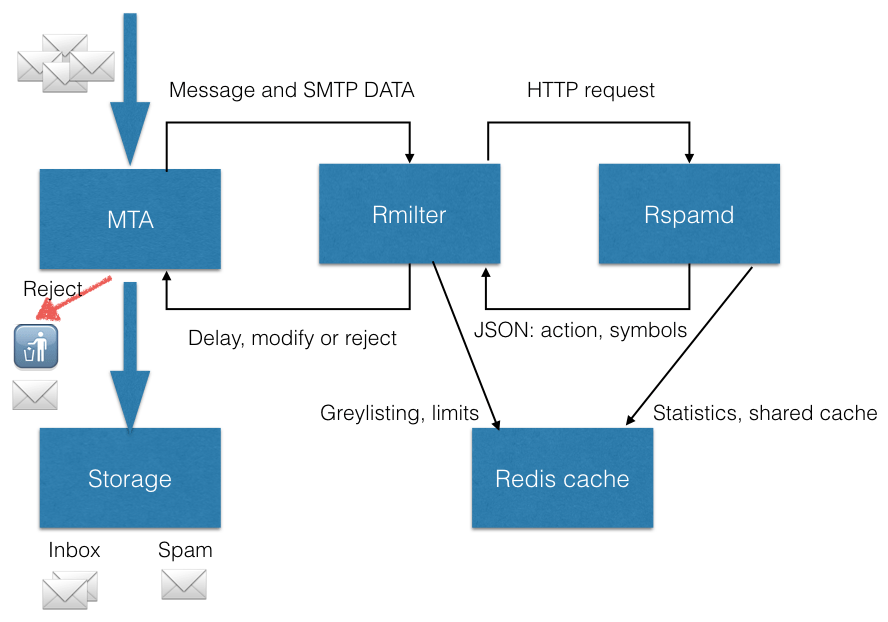 Message and SMTP DATA
HTTP request
MTA
Rmilter
Rspamd
Reject
Delay, modify or reject
JSON: action, symbols
Greylisting, limits
Statistics, shared cache
Storage
Redis cache
Inbox
Spam